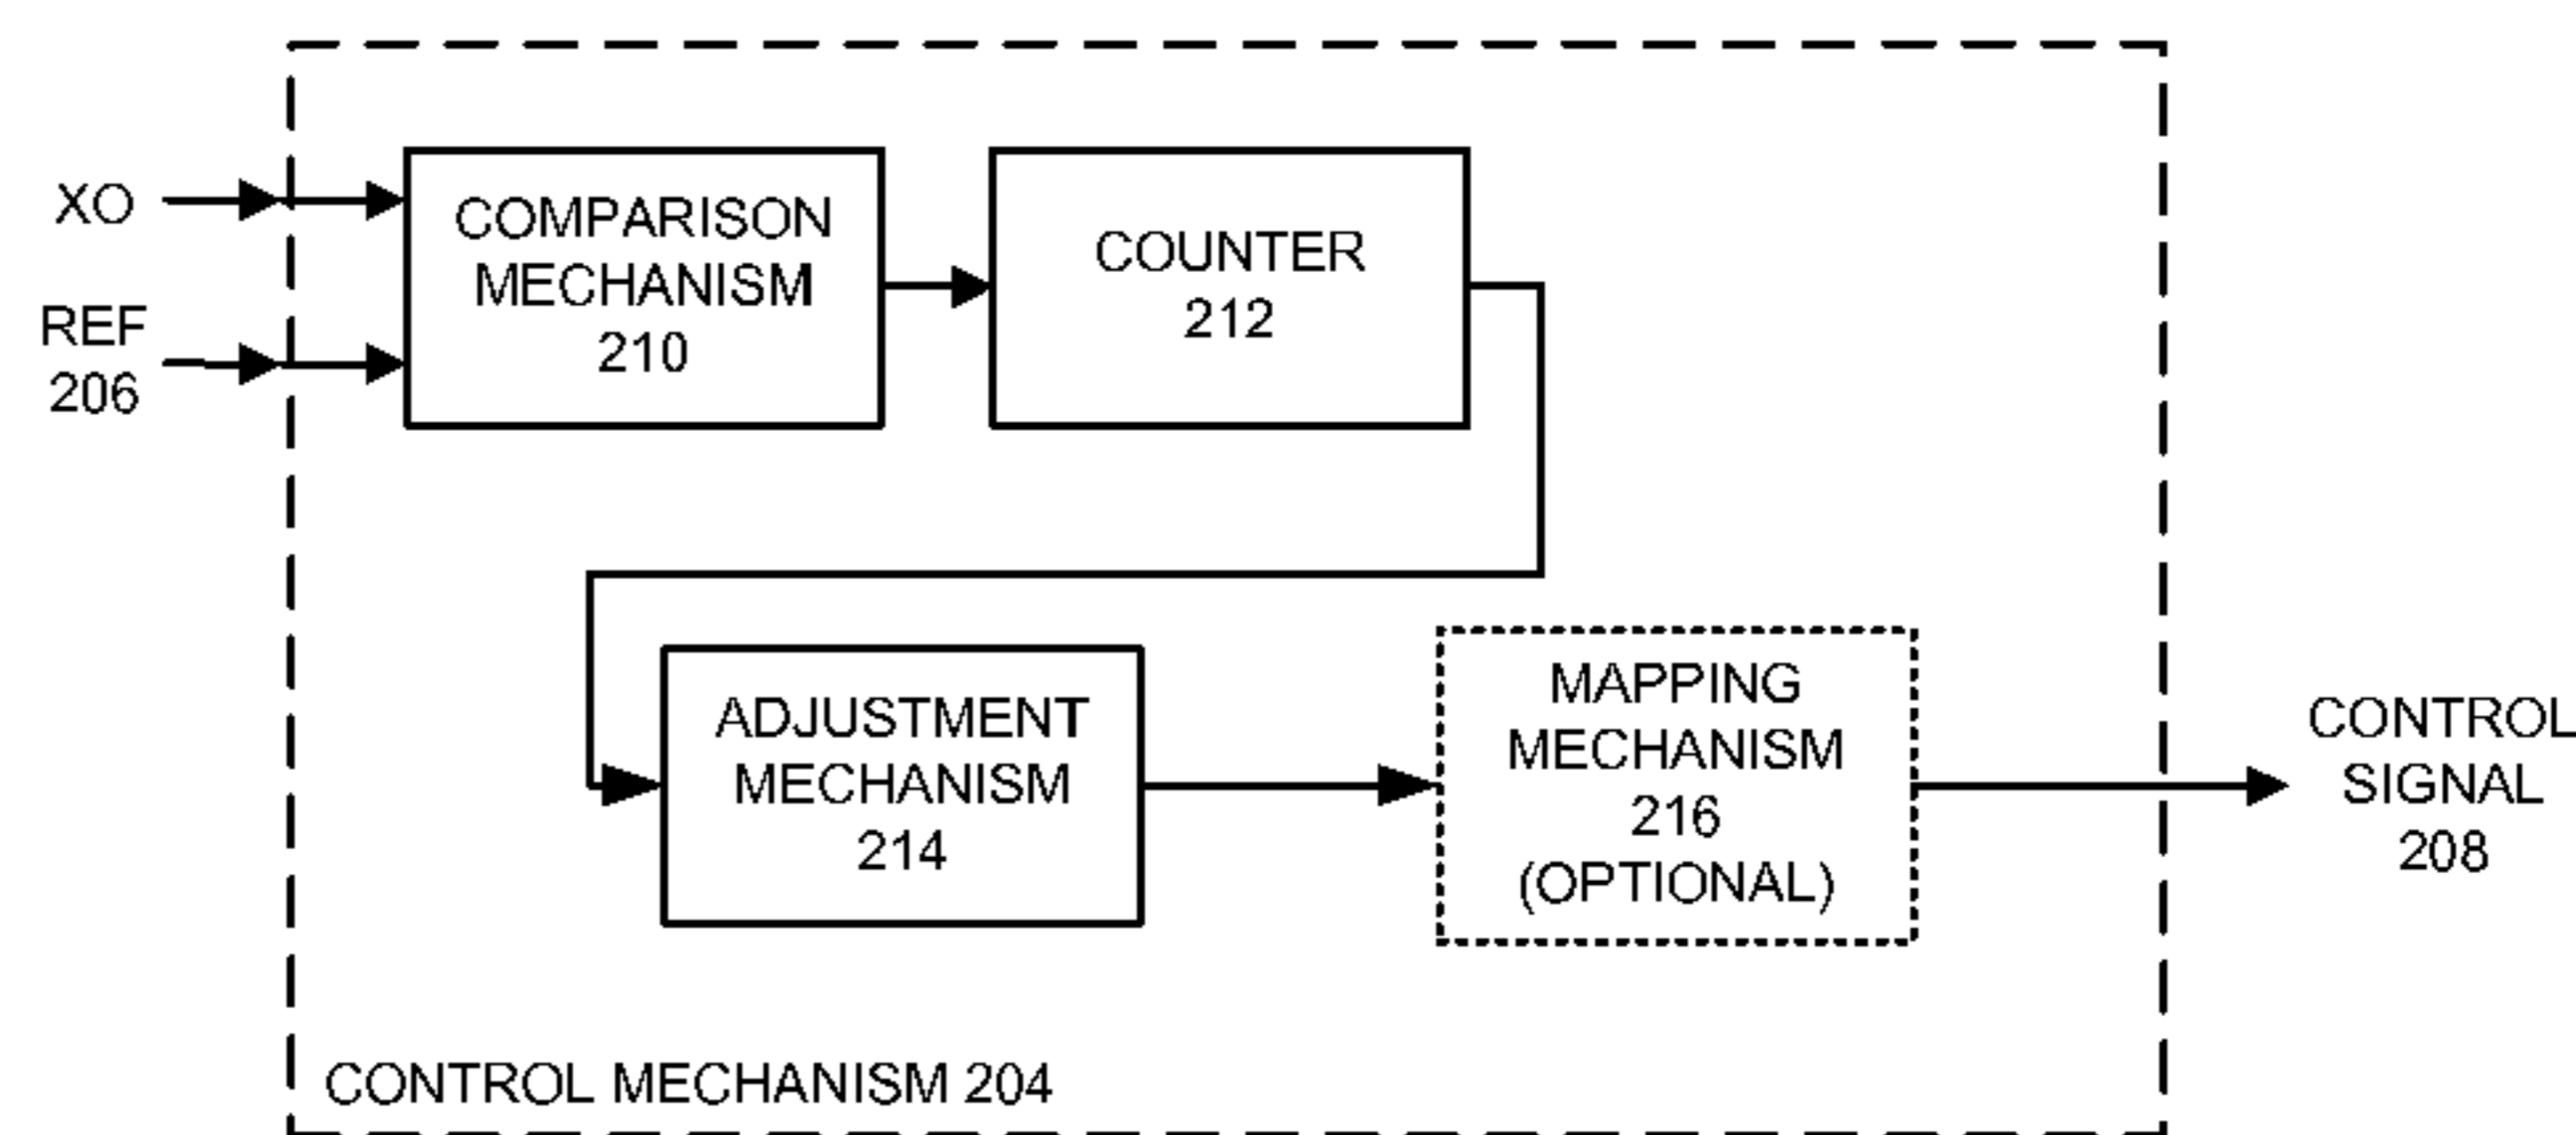 XO
REF
206
COMPARISON
MECHANISM
210
COUNTER
212
ADJUSTMENT
MECHANISM
214
MAPPING
MECHANISM
216
(OPTIONAL)
CONTROL
SIGNAL
208
CONTROL MECHANISM 204